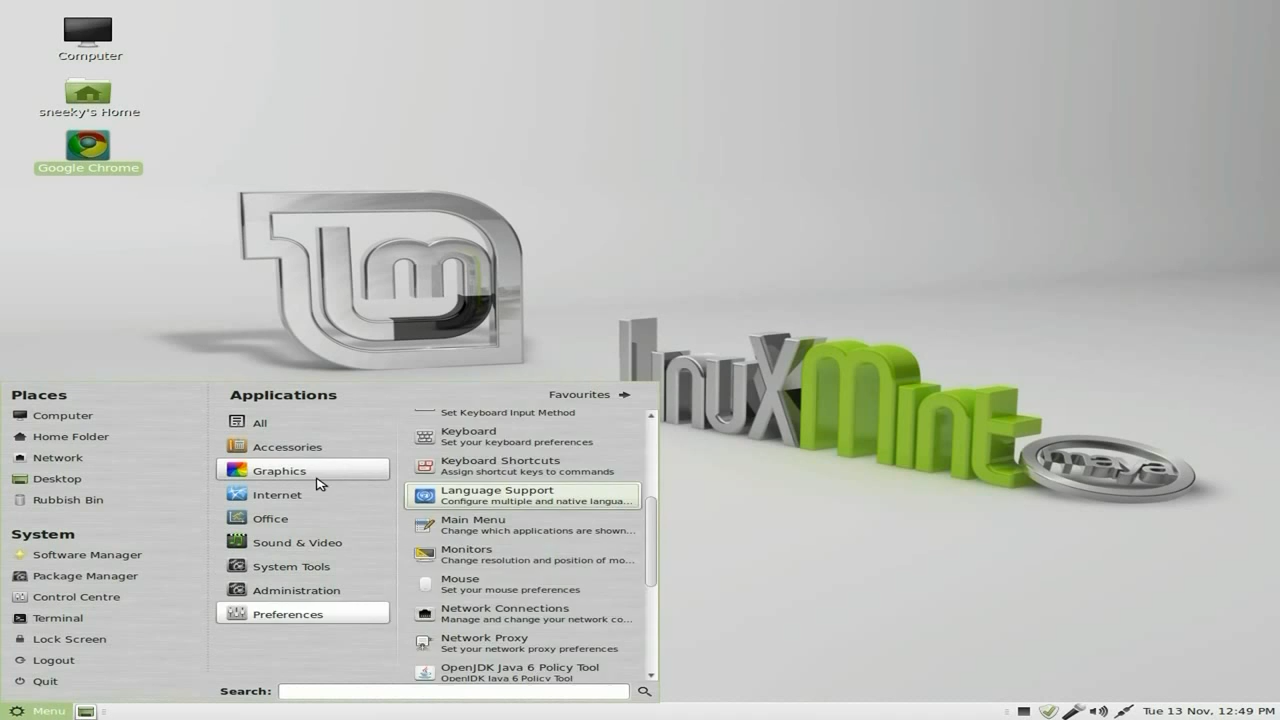 Computer
sneeky's Home
Google Chrome
LinuxMint
maya
Places
Computer
Home Folder
Network
Desktop
Rubbish Bin
System
Software Manager
Package Manager
Control Centre
Terminal
Lock Screen
Logout
Quit
Applications
All
Accessories
Graphics
Internet
Office
Sound & Video
System Tools
Administration
Preferences
Favourites
Set Keyboard Input Method
Keyboard
Set your keyboard preferences
Keyboard Shortcuts
Assign shortcut keys to commands
Language Support
Configure multiple and native langua...
Main Menu
Change which applications are shown...
Monitors
Change resolution and position of mo...
Mouse
Set your mouse preferences
Network Connections
Manage and change your network co...
Network Proxy
Set your network proxy preferences
OpenJDK Java 6 Policy Tool
OpenJDK Java 6 Policy Tool
Search:
Menu
Tue 13 Nov, 12:49 PM